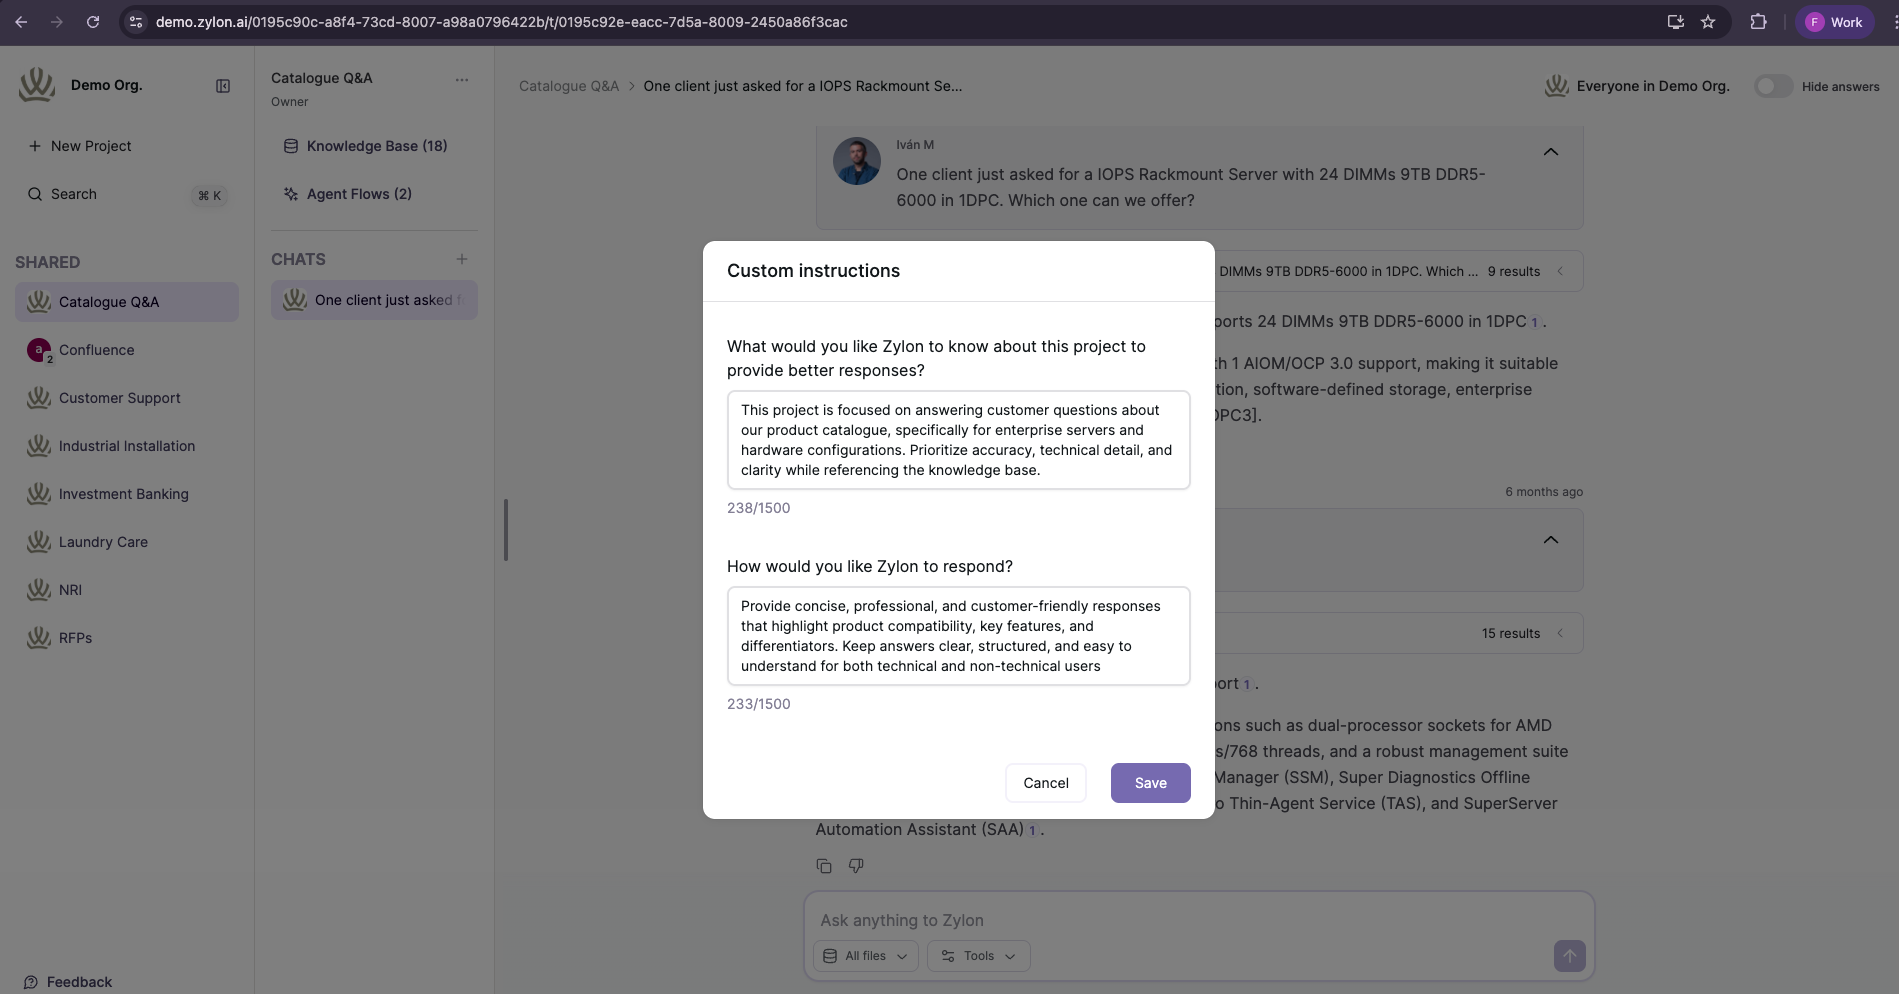 demo.zylon.ai/0195c90c-a8f4-73cd-8007-a98a0796422b/t/0195c92e-eacc-7d5a-8009-2450a86f3cac
F Work
Demo Org.
New Project
Search
⌘ K
SHARED
Catalogue Q&A
a 2 Confluence
Customer Support
Industrial Installation
Investment Banking
Laundry Care
NRI
RFPs
Feedback
Catalogue Q&A
Owner
Knowledge Base (18)
Agent Flows (2)
CHATS
One client just asked
Catalogue Q&A > One client just asked for a IOPS Rackmount Se...
Everyone in Demo Org.
Hide answers
Iván M
One client just asked for a IOPS Rackmount Server with 24 DIMMs 9TB DDR5-
6000 in 1DPC. Which one can we offer?
DIMMs 9TB DDR5-6000 in 1DPC. Which ... 9 results
ports 24 DIMMs 9TB DDR5-6000 in 1DPC 1.
th 1 AIOM/OCP 3.0 support, making it suitable
tion, software-defined storage, enterprise
DPC3].
6 months ago
15 results
port 1.
ons such as dual-processor sockets for AMD
s/768 threads, and a robust management suite
Manager (SSM), Super Diagnostics Offline
o Thin-Agent Service (TAS), and SuperServer
Automation Assistant (SAA) 1.
Ask anything to Zylon
All files
Tools
Custom instructions
What would you like Zylon to know about this project to
provide better responses?
This project is focused on answering customer questions about
our product catalogue, specifically for enterprise servers and
hardware configurations. Prioritize accuracy, technical detail, and
clarity while referencing the knowledge base.
238/1500
How would you like Zylon to respond?
Provide concise, professional, and customer-friendly responses
that highlight product compatibility, key features, and
differentiators. Keep answers clear, structured, and easy to
understand for both technical and non-technical users
233/1500
Cancel
Save